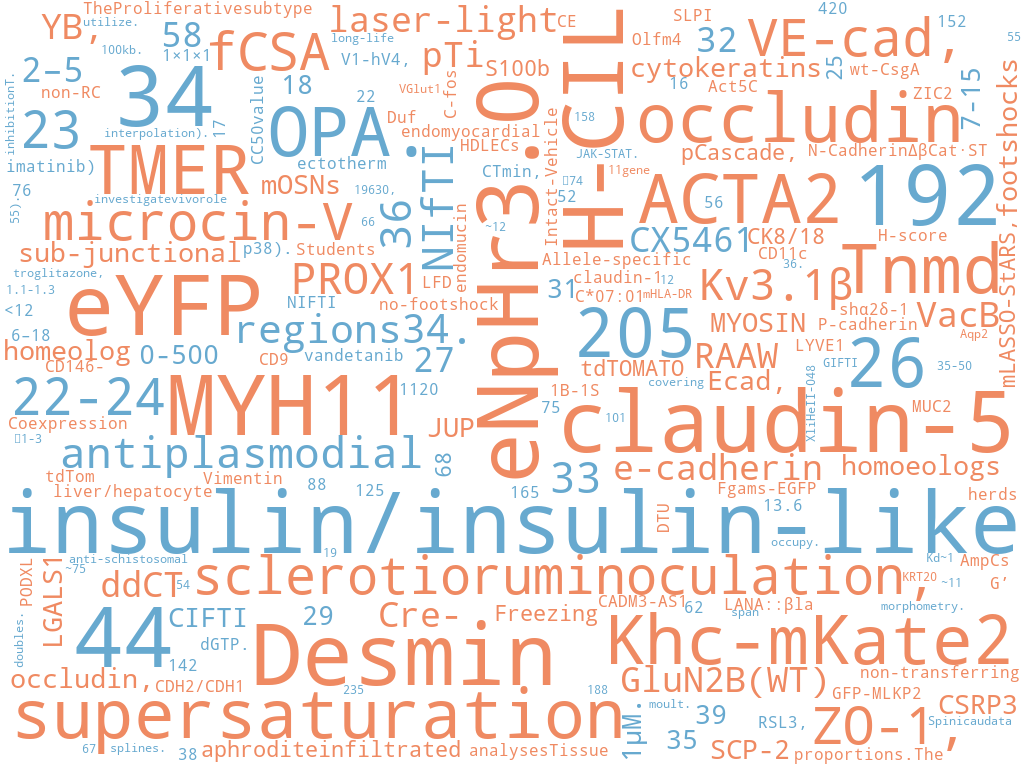 TheProliferativesubtype
utilize.
YB,
58
fCSA
laser-light
CE
SLPI
420
152
55
100kb.
1×1×1
long-life
V1-hV4,
pTi
S100b
H-CIL
Olfm4
32
VE-cad,
2–5
34
non-RC
18
22
VGlut1
C-fos
eNpHr3.0
cytokeratins
25
wt-CsgA
16
Act5C
ZIC2
7-15
inhibitionT.
23
interpolation).
17
CC50value
OPA
Duf
endomyocardial
HDLECs
158
occludin
footshocks
imatinib)
TMER
ectotherm
NIfTI
CTmin,
JAK-STAT.
pCascade,
N-CadherinΔβCat·ST
mOSNs
19630,
11gene
76
55).
investigatevivorole
microcin-V
66
36
~12
Intact-Vehicle
52
ACTA2
56
192
sub-junctional
p38).
Students
endomucin
CX5461
CK8/18
H-score
Allele-specific
CD11c
36.
troglitazone,
PROX1
LFD
claudin-1
12
Kv3.1β
Tnmd
mLASSO-StARS,
1.1-1.3
eYFP
NIFTI
no-footshock
31
C*07:01
mHLA-DR
<12
205
MYOSIN
shα2δ-1
VacB
P-cadherin
6–18
regions34.
homeolog
0-500
CD9
vandetanib
27
tdTOMATO
RAAW
LYVE1
GIFTI
26
Aqp2
35-50
CD146-
22-24
MYH11
1120
1B-1S
covering
Ecad,
XliHeII-O48
Coexpression
75
101
claudin-5
MUC2
JUP
antiplasmodial
68
33
e-cadherin
homoeologs
tdTom
Vimentin
88
liver/hepatocyte
125
165
Fgams-EGFP
13.6
herds
insulin/insulin-like
DTU
occupy.
19
anti-schistosomal
~75
PODXL
LGALS1
ddCT
54
sclerotioruminoculation,
Kd~1
AmpCs
KRT20
~11
G’
doubles.
44
CIFTI
29
Cre-
Freezing
CADM3-AS1
62
LANA::βla
span
morphometry.
dGTP.
142
Desmin
Khc-mKate2
occludin,
CDH2/CDH1
235
188
GluN2B(WT)
non-transferring
GFP-MLKP2
supersaturation
1μM.
moult.
39
RSL3,
ZO-1,
CSRP3
Spinicaudata
67
splines.
38
aphroditeinfiltrated
analysesTissue
35
SCP-2
proportions.The